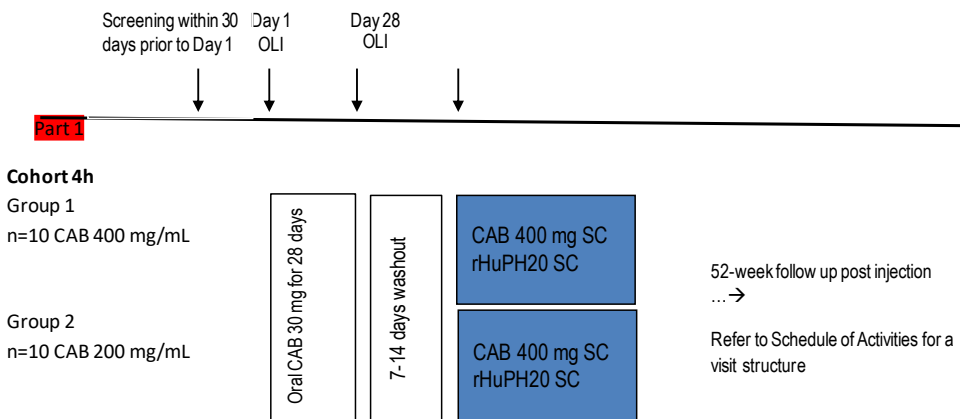 Screening within 30
days prior to Day 1
Day 1
OLI
Day 28
OLI
Part 1
Cohort 4h
Group 1
n=10 CAB 400 mg/mL
Group 2
n=10 CAB 200 mg/mL
Oral CAB 30 mg for 28 days
7-14 days washout
CAB 400 mg SC
rHuPH20 SC
CAB 400 mg SC
rHuPH20 SC
52-week follow up post injection
…→
Refer to Schedule of Activities for a
visit structure